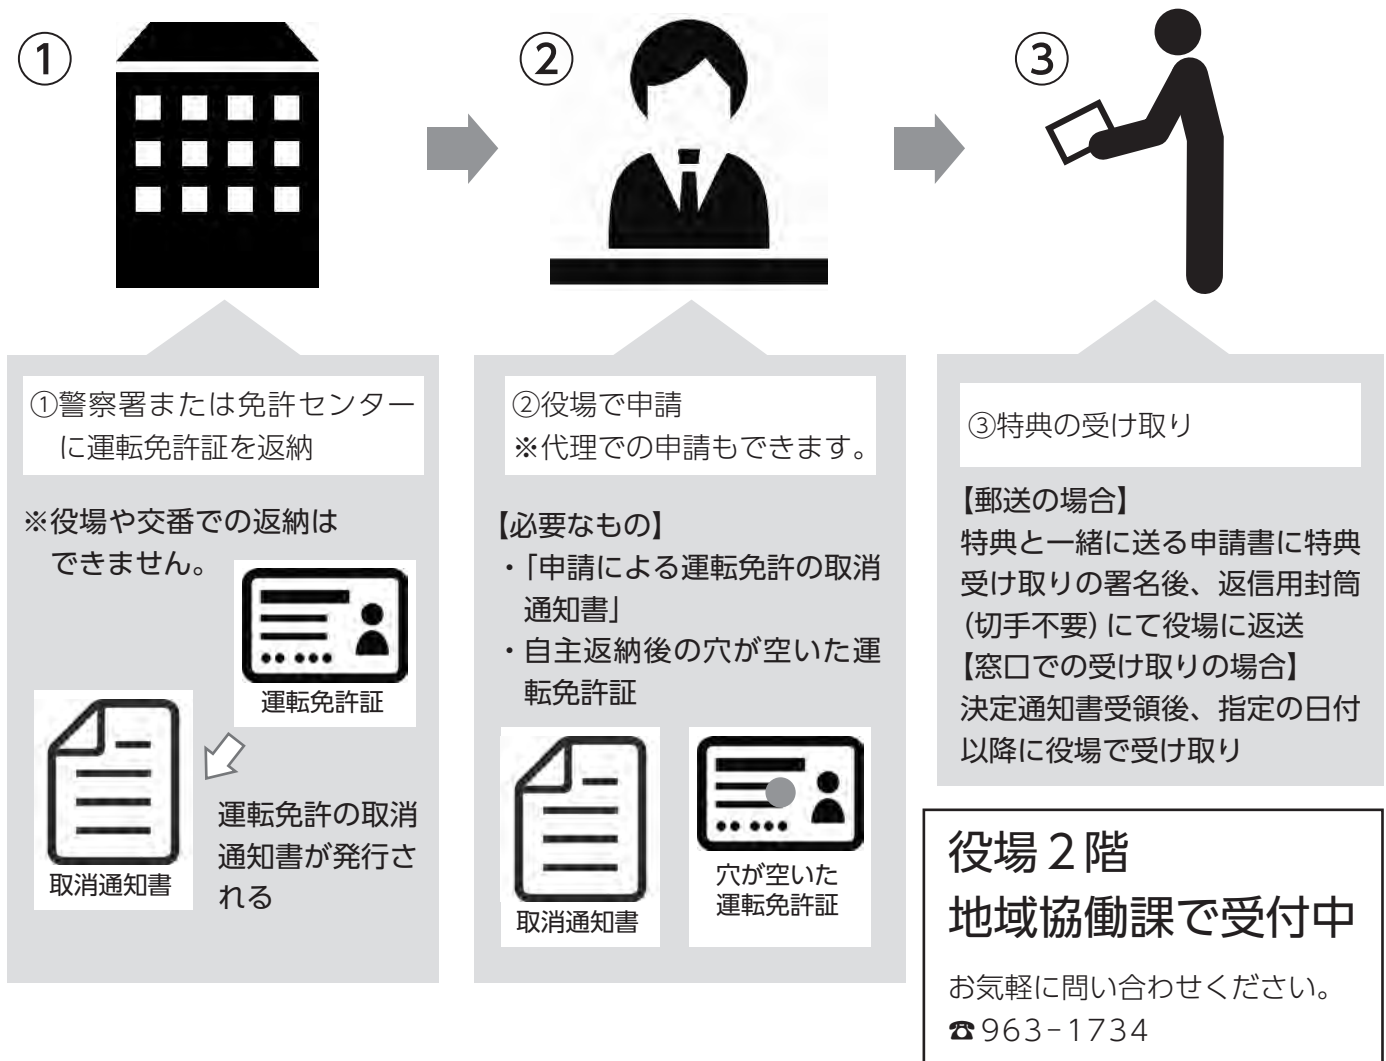 ①
②
③
①警察署または免許センター
に運転免許証を返納
※役場や交番での返納は
できません。
運転免許証
取消通知書
運転免許の取消
通知書が発行さ
れる
②役場で申請
※代理での申請もできます。
【必要なもの】
・「申請による運転免許の取消
通知書」
・自主返納後の穴が空いた運
転免許証
取消通知書
穴が空いた
運転免許証
③特典の受け取り
【郵送の場合】
特典と一緒に送る申請書に特典
受け取りの署名後、返信用封筒
(切手不要)にて役場に返送
【窓口での受け取りの場合】
決定通知書受領後、指定の日付
以降に役場で受け取り
役場2階
地域協働課で受付中
お気軽に問い合わせください。
☎963-1734